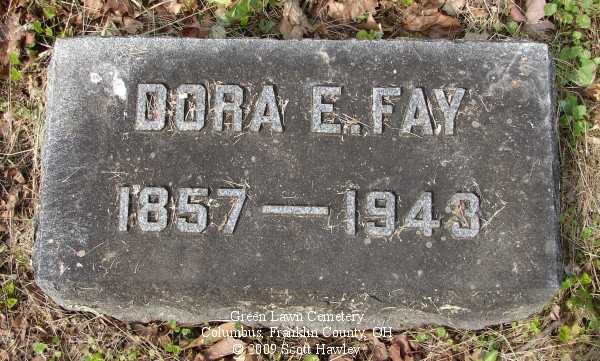 DORA E. FAY
1857 — 1943
Green Lawn Cemetery
Columbus, Franklin County, OH
© 2009 Scott Hawley